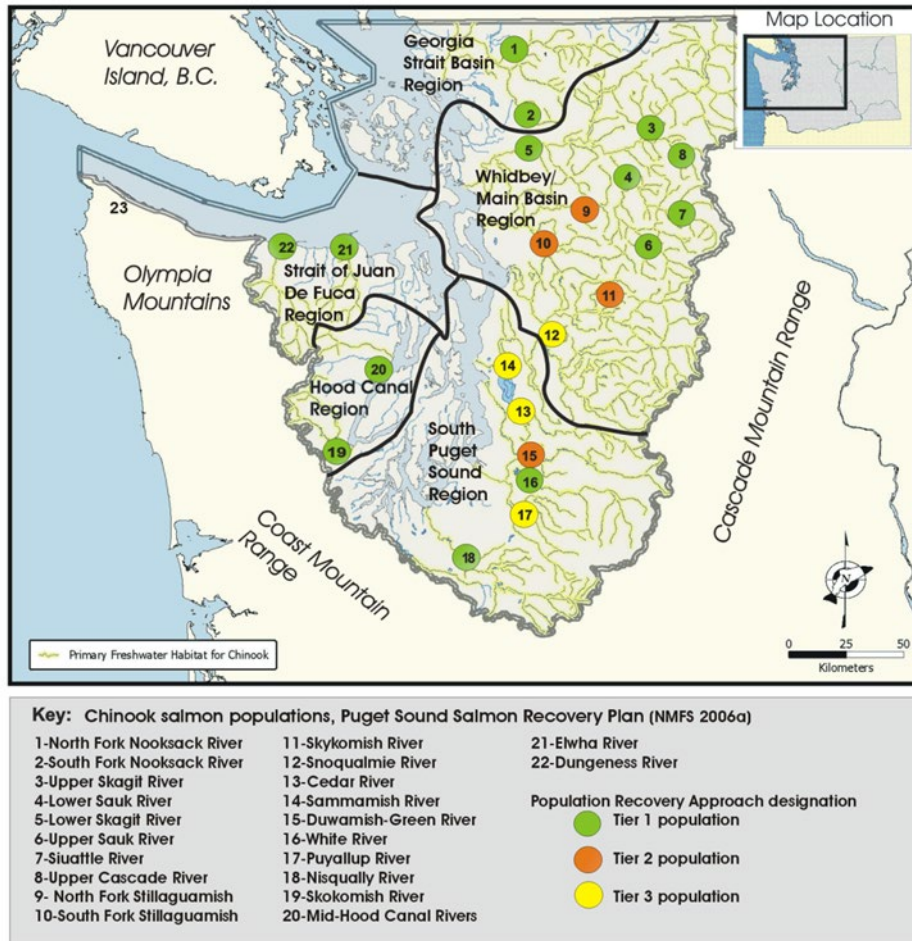 Map Location
Vancouver
Island, B.C.
Georgia
Strait Basin
Region
1
2
3
5
8
4
Whidbey/
Main Basin
Region
9
7
10
6
23
22
21
Olympia
Mountains
Strait of Juan
De Fuca
Region
11
12
14
20
Hood Canal
Region
13
South
Puget
Sound
Region
15
19
16
17
18
Cascade Mountain Range
Coast Mountain
Range
N
Primary Freshwater Habitat for Chinook
0 25 50
Kilometers
Key: Chinook salmon populations, Puget Sound Salmon Recovery Plan (NMFS 2006a)
1-North Fork Nooksack River
2-South Fork Nooksack River
3-Upper Skagit River
4-Lower Sauk River
5-Lower Skagit River
6-Upper Sauk River
7-Siuattle River
8-Upper Cascade River
9- North Fork Stillaguamish
10-South Fork Stillaguamish
11-Skykomish River
12-Snoqualmie River
13-Cedar River
14-Sammamish River
15-Duwamish-Green River
16-White River
17-Puyallup River
18-Nisqually River
19-Skokomish River
20-Mid-Hood Canal Rivers
21-Elwha River
22-Dungeness River
Population Recovery Approach designation
Tier 1 population
Tier 2 population
Tier 3 population